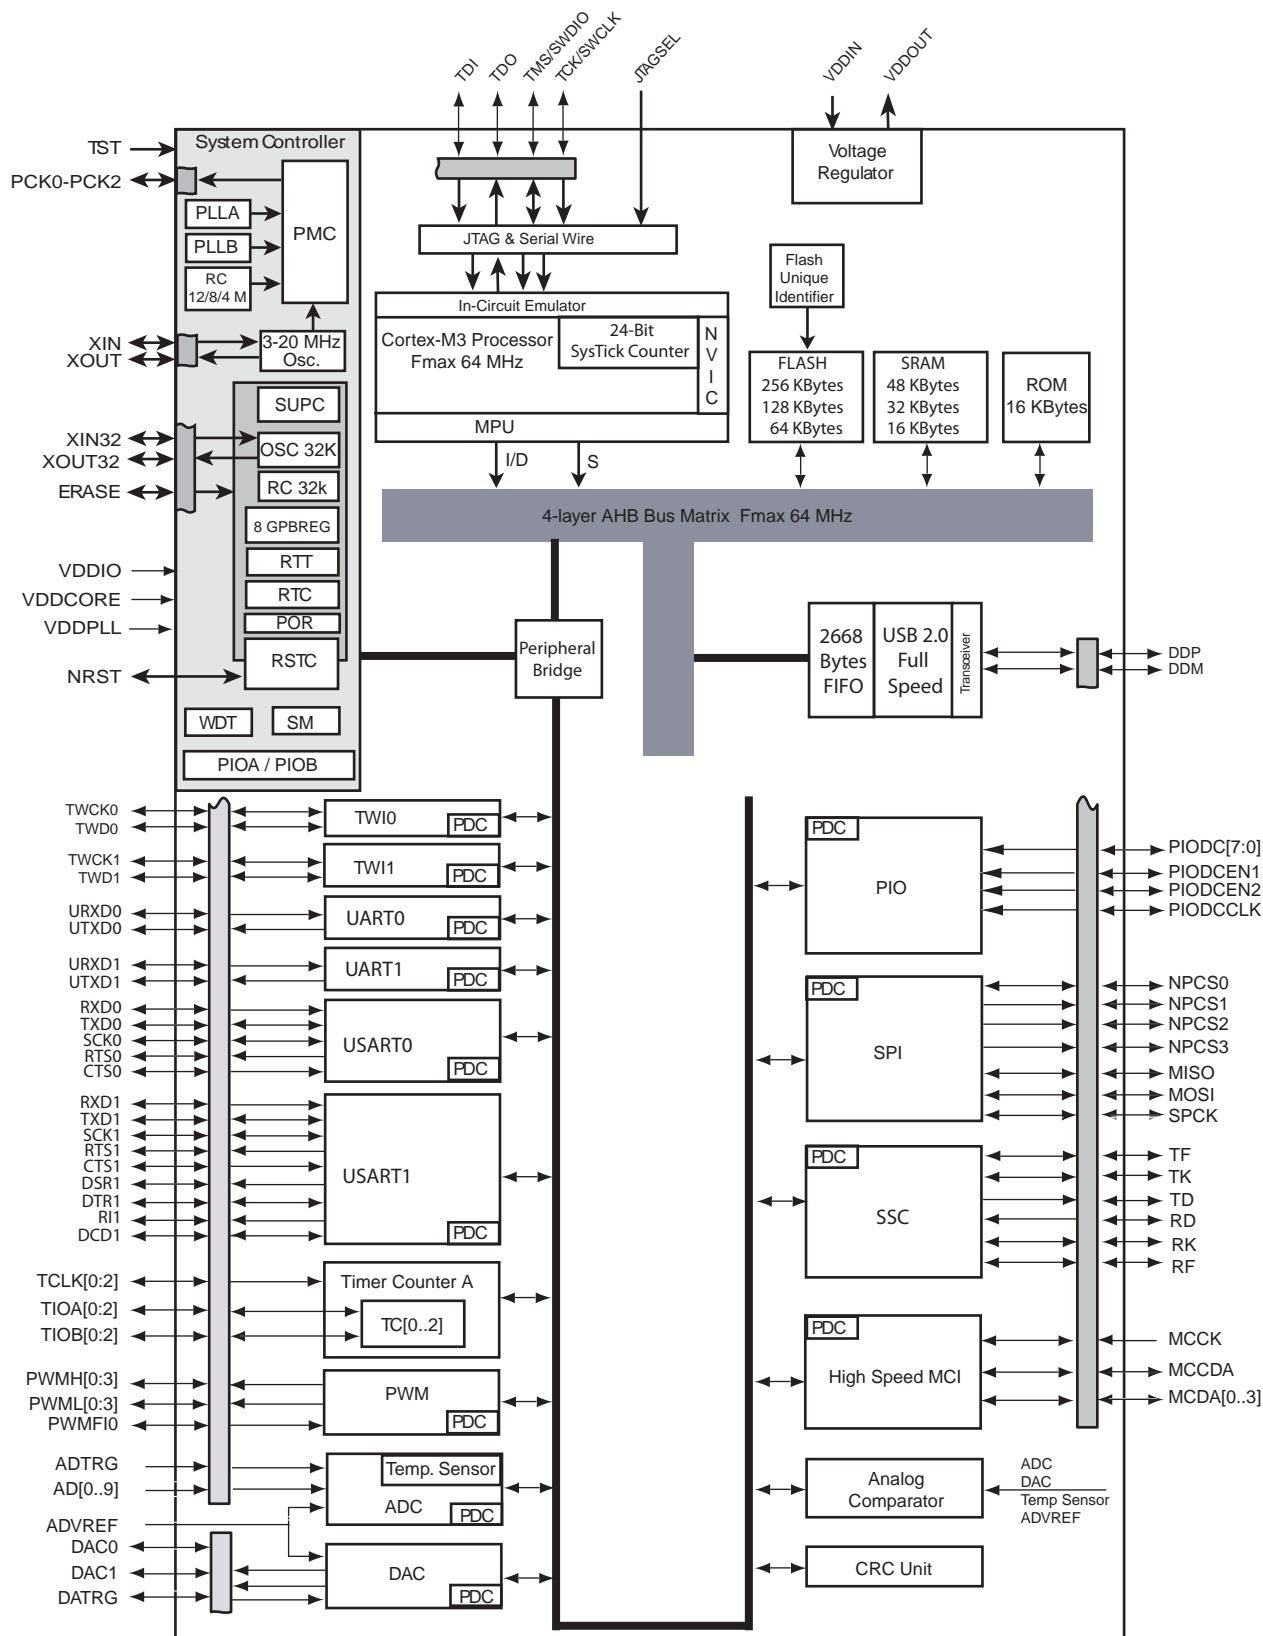 TDI
TDO
TMS/SWDIO
TCK/SWCLK
JTAGSEL
VDDIN
VDDOUT
TST
PCK0-PCK2
XIN
XOUT
XIN32
XOUT32
ERASE
VDDIO
VDDCORE
VDDPLL
NRST
System Controller
PLLA
PLLB
RC
12/8/4 M
PMC
3-20 MHz
Osc.
SUPC
OSC 32K
RC 32k
8 GPBREG
RTT
RTC
POR
RSTC
WDT
SM
PIOA / PIOB
Voltage
Regulator
JTAG & Serial Wire
In-Circuit Emulator
Cortex-M3 Processor
Fmax 64 MHz
24-Bit
SysTick Counter
N
V
I
C
MPU
I/D
S
Flash
Unique
Identifier
FLASH
256 KBytes
128 KBytes
64 KBytes
SRAM
48 KBytes
32 KBytes
16 KBytes
ROM
16 KBytes
4-layer AHB Bus Matrix Fmax 64 MHz
Peripheral
Bridge
2668
Bytes
FIFO
USB 2.0
Full
Speed
Transceiver
DDP
DDM
TWCK0
TWD0
TWI0
PDC
TWCK1
TWD1
TWI1
PDC
URXD0
UTXD0
UART0
PDC
URXD1
UTXD1
UART1
PDC
RXD0
TXD0
SCK0
RTS0
CTS0
USART0
PDC
RXD1
TXD1
SCK1
RTS1
CTS1
DSR1
DTR1
RI1
DCD1
USART1
PDC
TCLK[0:2]
TIOA[0:2]
TIOB[0:2]
Timer Counter A
TC[0..2]
PWMH[0:3]
PWML[0:3]
PWMFI0
PWM
PDC
ADTRG
AD[0..9]
ADVREF
Temp. Sensor
ADC
PDC
DAC0
DAC1
DATRG
DAC
PDC
PDC
PIO
PIODC[7:0]
PIODCEN1
PIODCEN2
PIODCCLK
PDC
SPI
NPCS0
NPCS1
NPCS2
NPCS3
MISO
MOSI
SPCK
PDC
SSC
TF
TK
TD
RD
RK
RF
PDC
High Speed MCI
MCCK
MCCDA
MCDA[0..3]
Analog
Comparator
ADC
DAC
Temp Sensor
ADVREF
CRC Unit